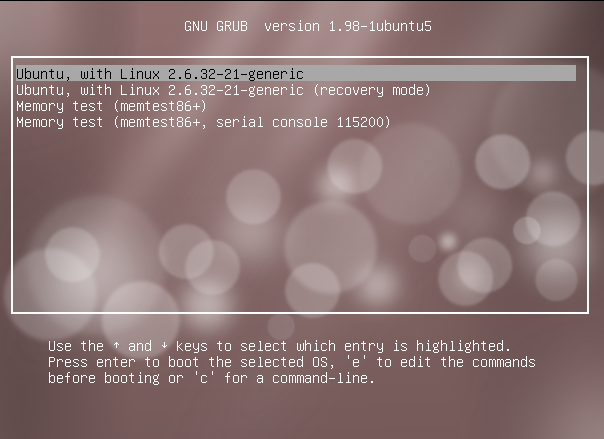 GNU GRUB  version 1.98-1ubuntu5
Ubuntu, with Linux 2.6.32-21-generic
Ubuntu, with Linux 2.6.32-21-generic (recovery mode)
Memory test (memtest86+)
Memory test (memtest86+, serial console 115200)
Use the ↑ and ↓ keys to select which entry is highlighted.
Press enter to boot the selected OS, 'e' to edit the commands
before booting or 'c' for a command-line.